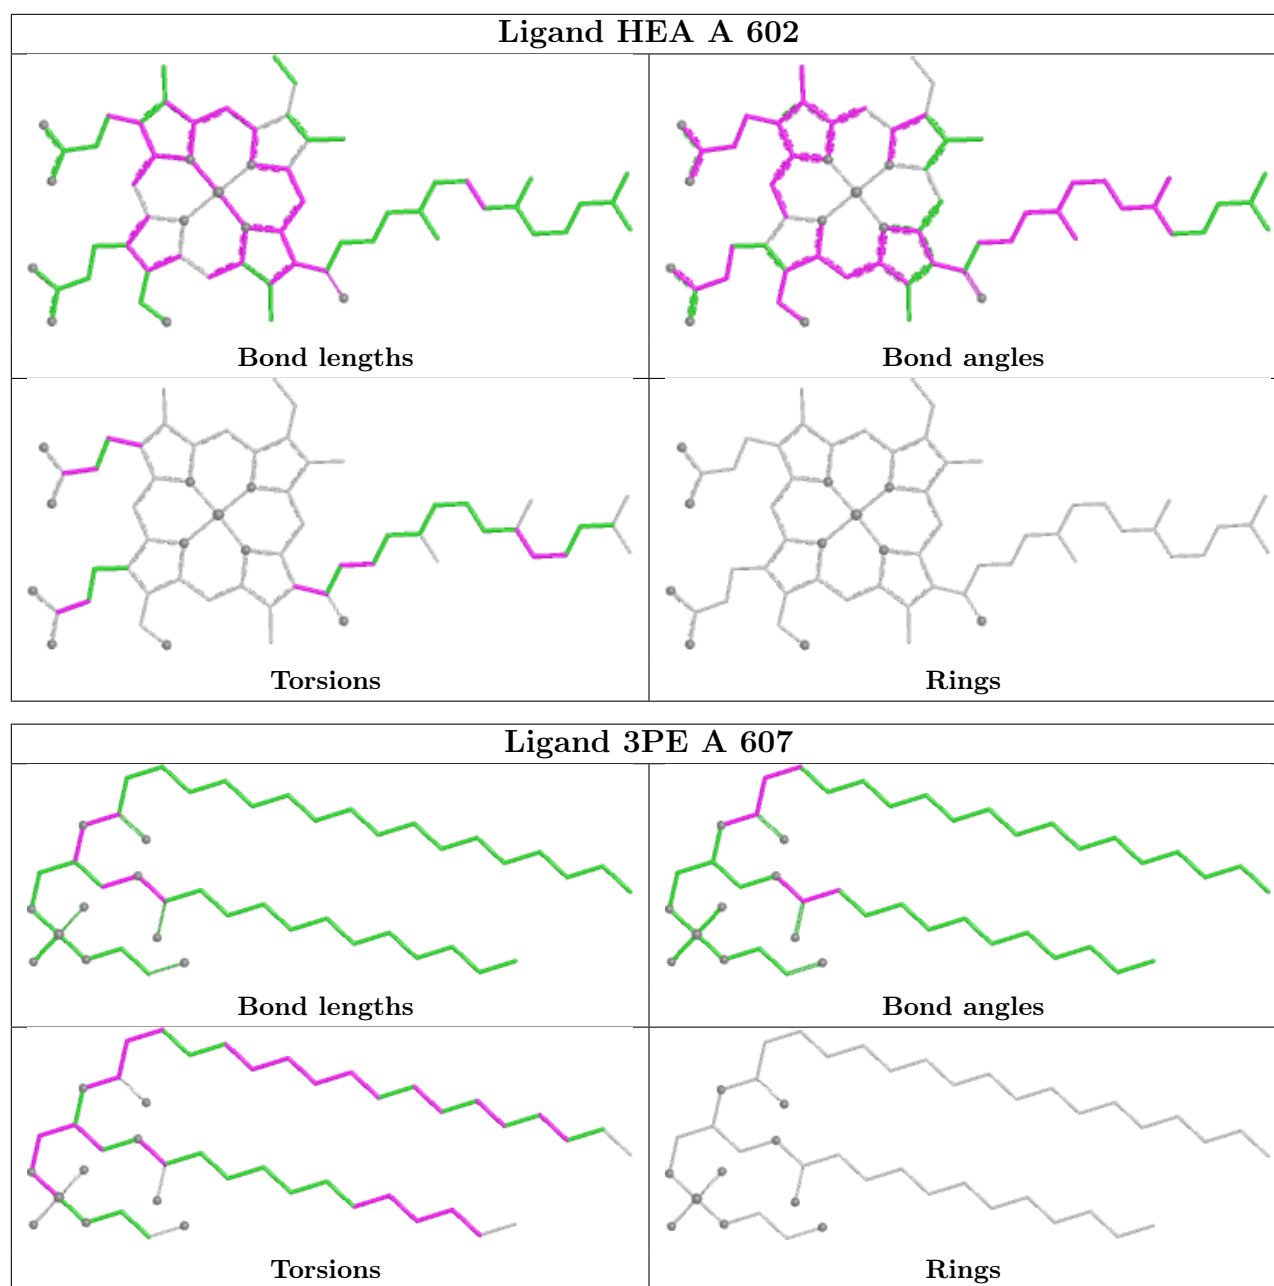 Ligand HEA A 602
Bond lengths
Bond angles
Torsions
Rings
Ligand 3PE A 607
Bond lengths
Bond angles
Torsions
Rings